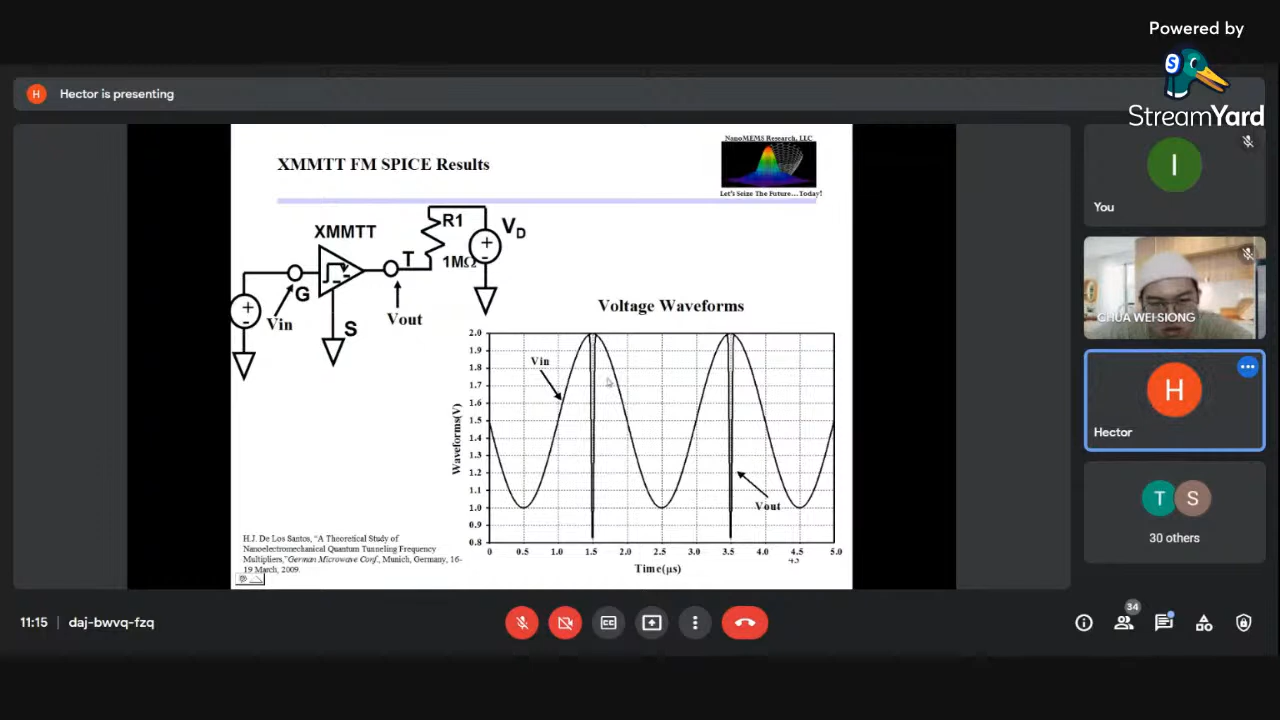 Powered by
StreamYard
H
Hector is presenting
XMMTT FM SPICE Results
NanoMEMS Research, LLC
Let's Seize The Future... Today!
XMMTT
R1
VD
+
-
T
1MΩ
G
+
-
Vin
S
Vout
Voltage Waveforms
Waveforms(V)
2.0
1.9
1.8
1.7
1.6
1.5
1.4
1.3
1.2
1.1
1.0
0.9
0.8
Vin
Vout
0 0.5 1.0 1.5 2.0 2.5 3.0 3.5 4.0 4.5 5.0
Time(μs)
H.J. De Los Santos, "A Theoretical Study of
Nanoelectromechanical Quantum Tunneling Frequency
Multipliers,"German Microwave Conf., Munich, Germany, 16-
19 March, 2009.
I
You
CHUA WEI SIONG
H
Hector
T S
30 others
11:15 | daj-bwvq-fzq
CC
34